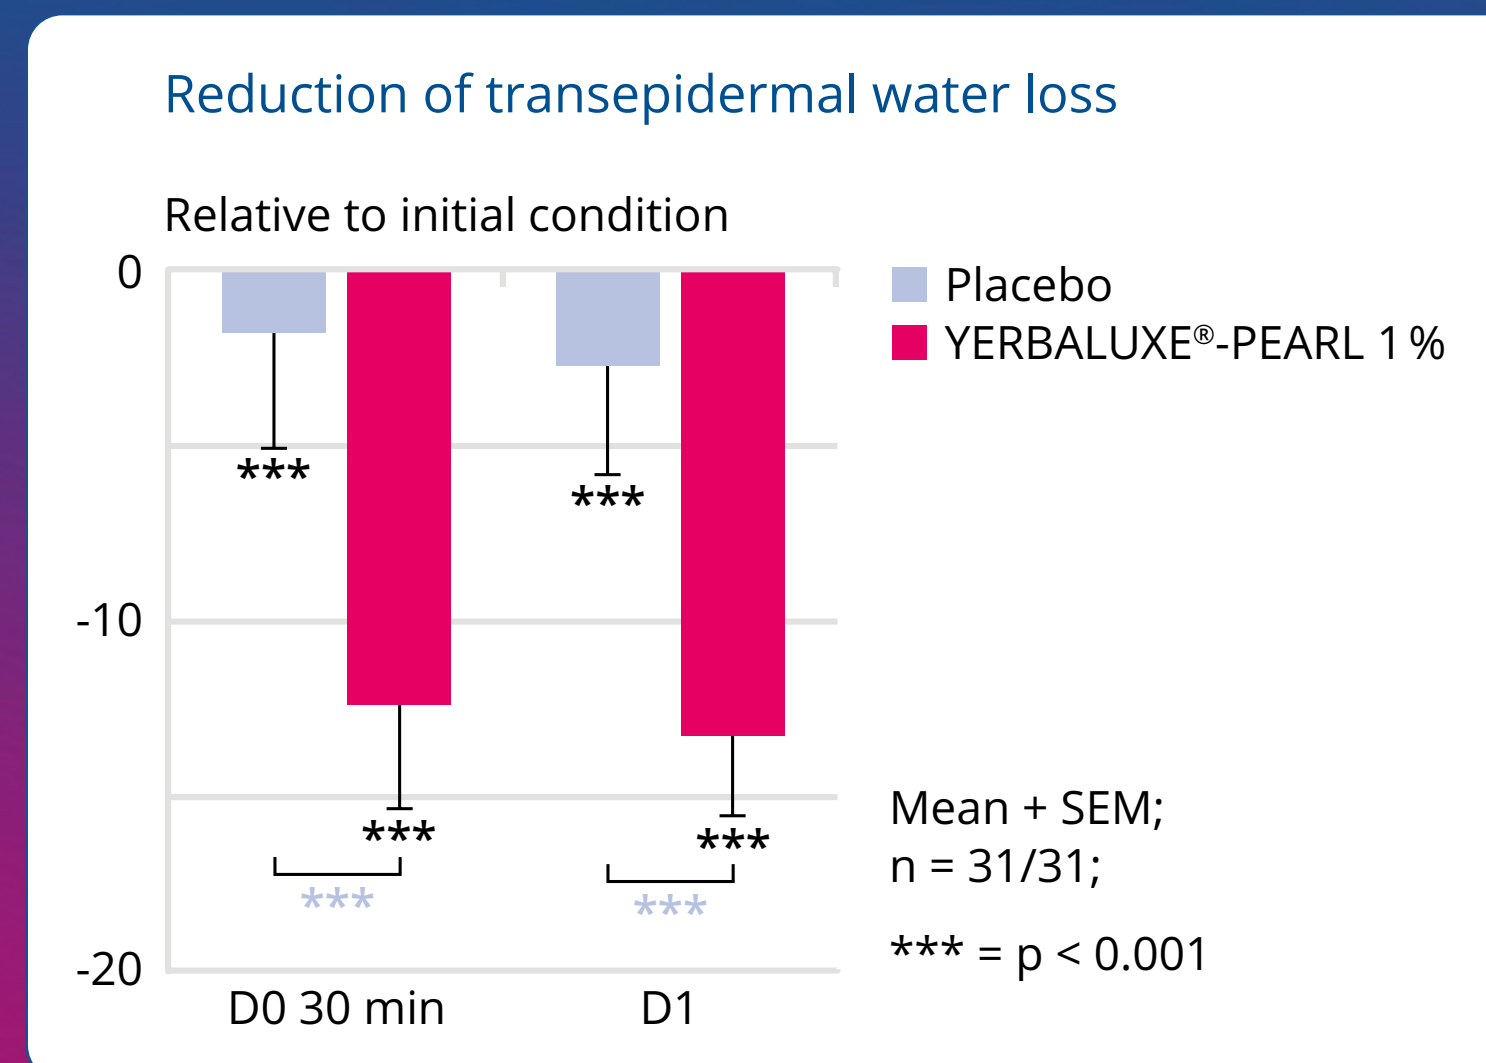 Reduction of transepidermal water loss
Relative to initial condition
0
-10
-20
***
***
***
***
***
***
D0 30 min
D1
Placebo
YERBALUXE®-PEARL 1 %
Mean + SEM;
n = 31/31;
*** = p < 0.001